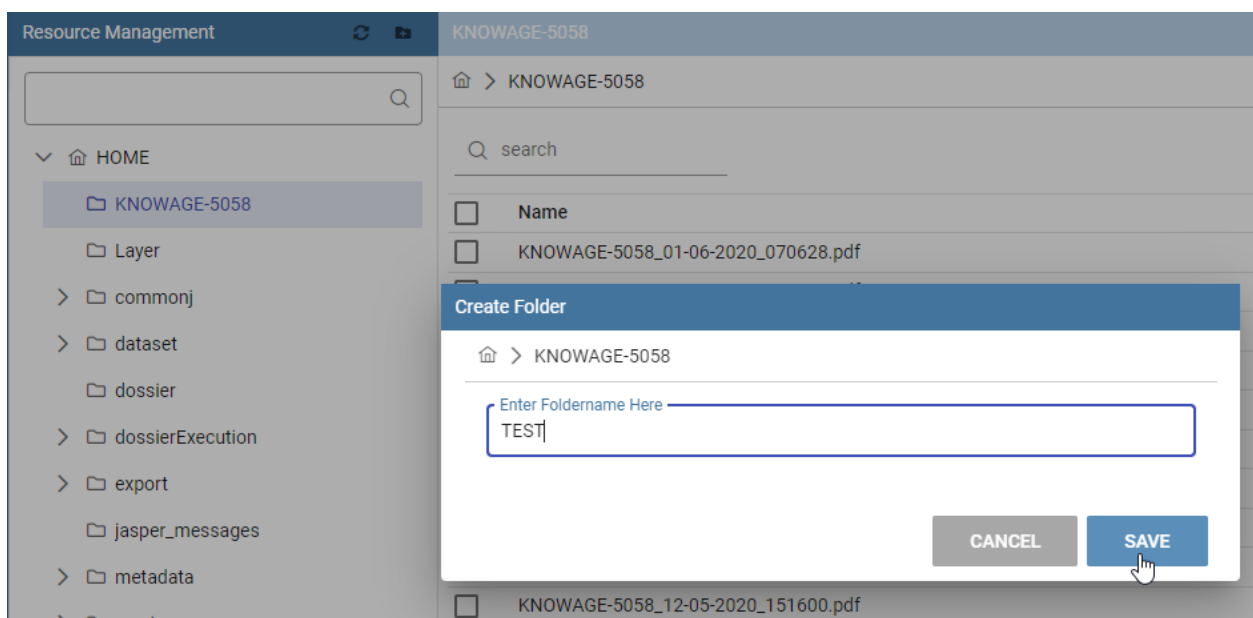 Resource Management
KNOWAGE-5058
KNOWAGE-5058
HOME
search
KNOWAGE-5058
Name
Layer
KNOWAGE-5058_01-06-2020_070628.pdf
commonj
Create Folder
dataset
KNOWAGE-5058
dossier
Enter Foldername Here
TEST
dossierExecution
export
jasper_messages
CANCEL
SAVE
metadata
KNOWAGE-5058_12-05-2020_151600.pdf